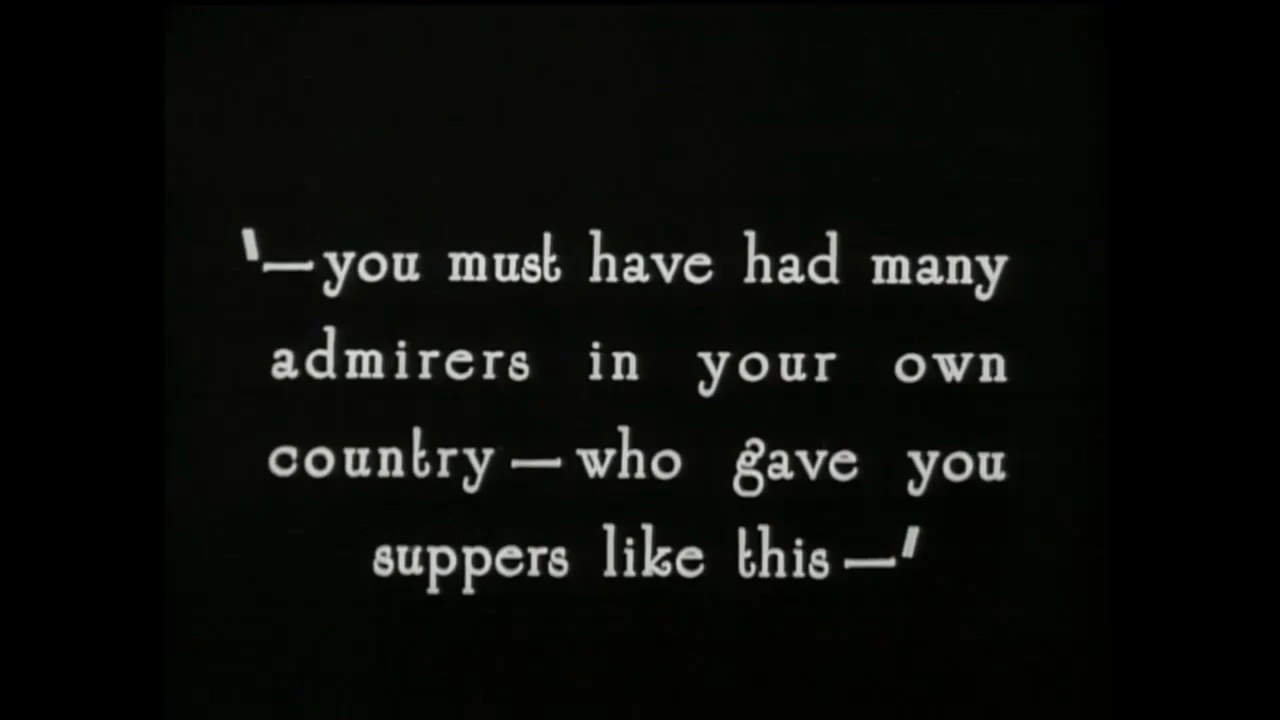 '—you must have had many
admirers in your own
country—who gave you
suppers like this—'